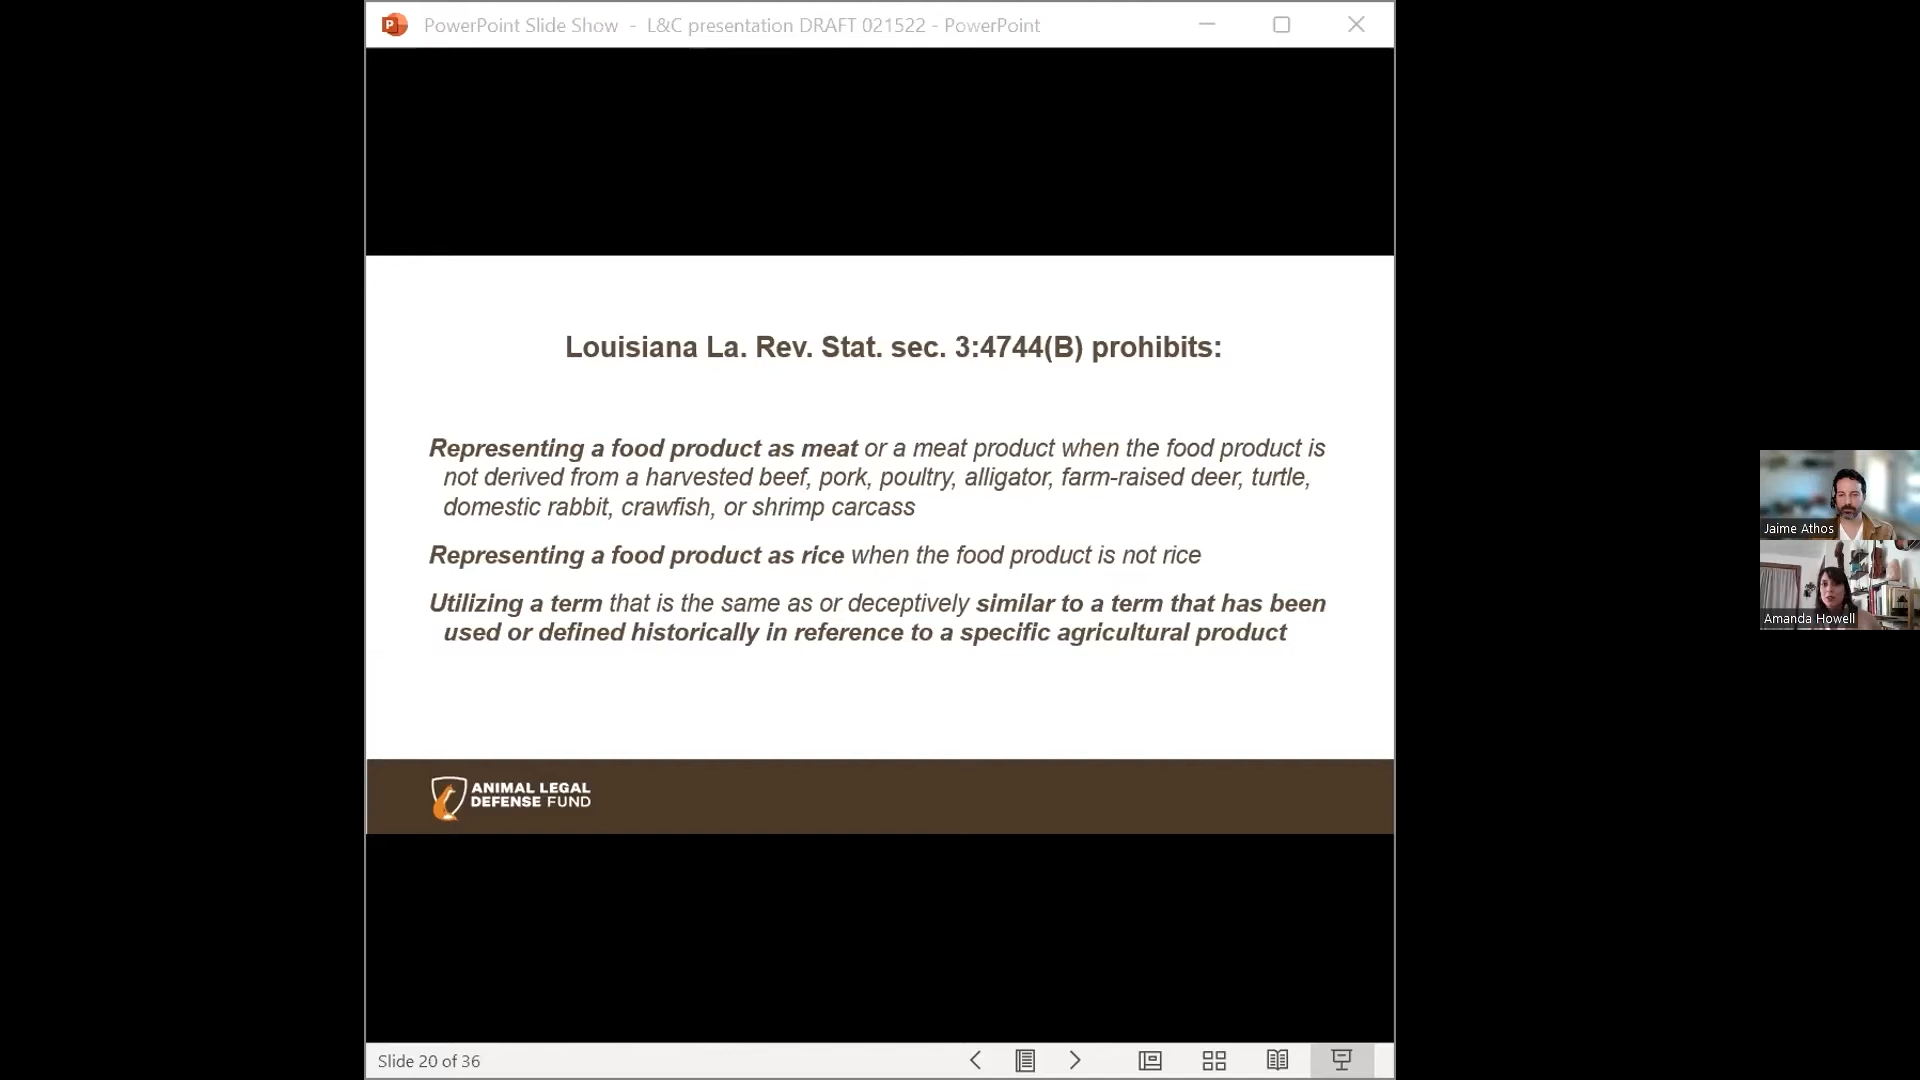 PowerPoint Slide Show - L&C presentation DRAFT 021522 - PowerPoint
Louisiana La. Rev. Stat. sec. 3:4744(B) prohibits:
Representing a food product as meat or a meat product when the food product is
not derived from a harvested beef, pork, poultry, alligator, farm-raised deer, turtle,
domestic rabbit, crawfish, or shrimp carcass
Representing a food product as rice when the food product is not rice
Utilizing a term that is the same as or deceptively similar to a term that has been
used or defined historically in reference to a specific agricultural product
ANIMAL LEGAL
DEFENSE FUND
Jaime Athos
Amanda Howell
Slide 20 of 36